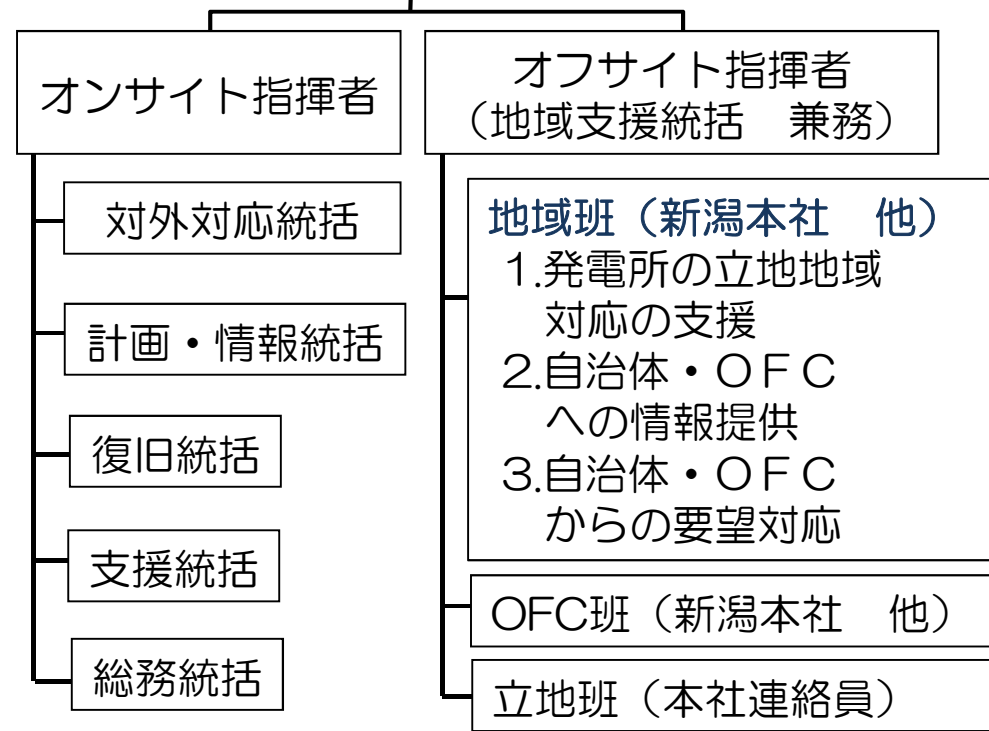 オンサイト指揮者
対外対応統括
計画・情報統括
復旧統括
支援統括
総務統括
オフサイト指揮者
（地域支援統括　兼務）
地域班（新潟本社　他）
１.発電所の立地地域
対応の支援
２.自治体・ＯＦＣ
への情報提供
３.自治体・ＯＦＣ
からの要望対応
OFC班（新潟本社　他）
立地班（本社連絡員）